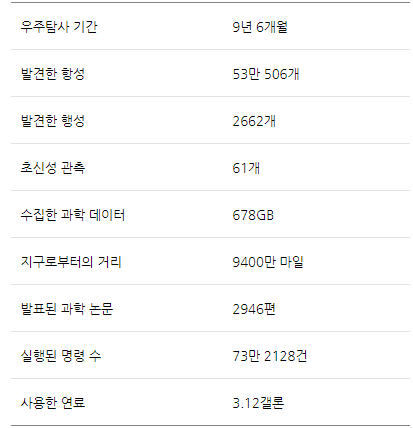 우주탐사 기간 9년 6개월
발견한 항성 53만 506개
발견한 행성 2662개
초신성 관측 61개
수집한 과학 데이터 678GB
지구로부터의 거리 9400만 마일
발표된 과학 논문 2946편
실행된 명령 수 73만 2128건
사용한 연료 3.12갤론